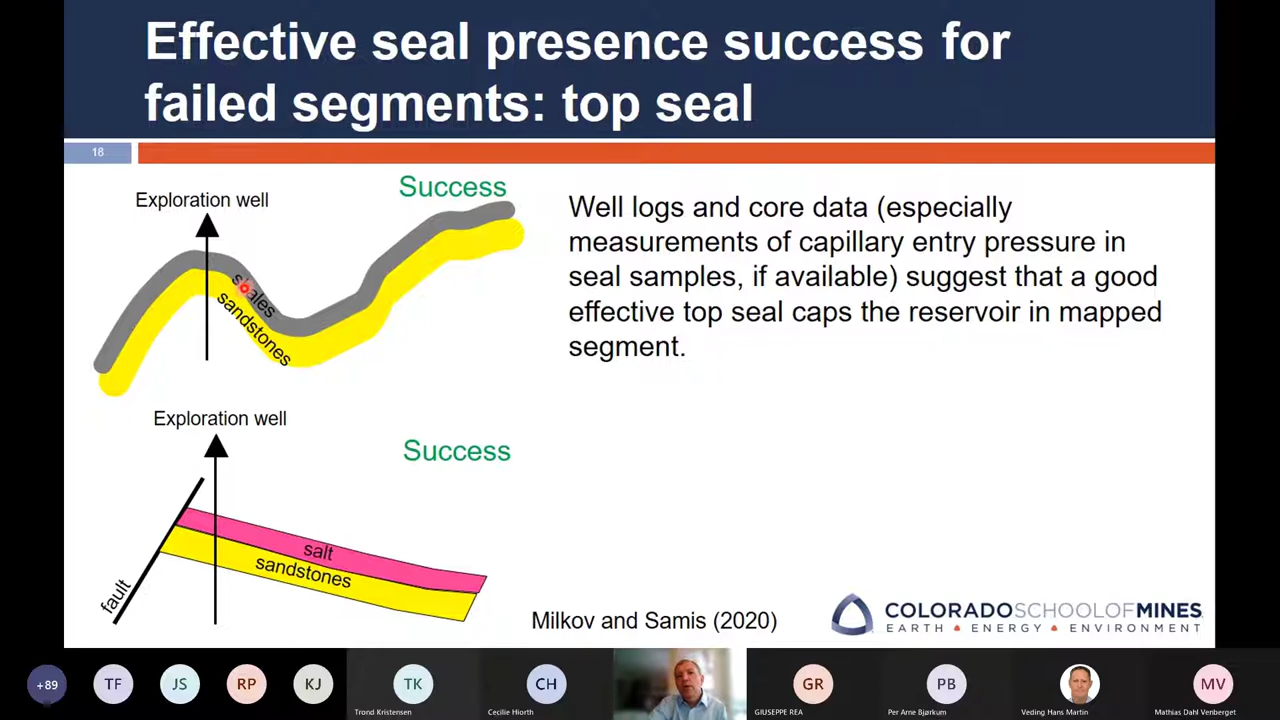 Effective seal presence success for
failed segments: top seal
18
Exploration well
Success
shales
sandstones
Well logs and core data (especially
measurements of capillary entry pressure in
seal samples, if available) suggest that a good
effective top seal caps the reservoir in mapped
segment.
Exploration well
Success
salt
sandstones
fault
Milkov and Samis (2020)
COLORADOSCHOOLOFMINES
EARTH • ENERGY • ENVIRONMENT
+89
TF
JS
RP
KJ
TK
Trond Kristensen
CH
Cecilie Hiorth
GR
GIUSEPPE REA
PB
Per Arne Bjørkum
Veding Hans Martin
MV
Mathias Dahl Venberget